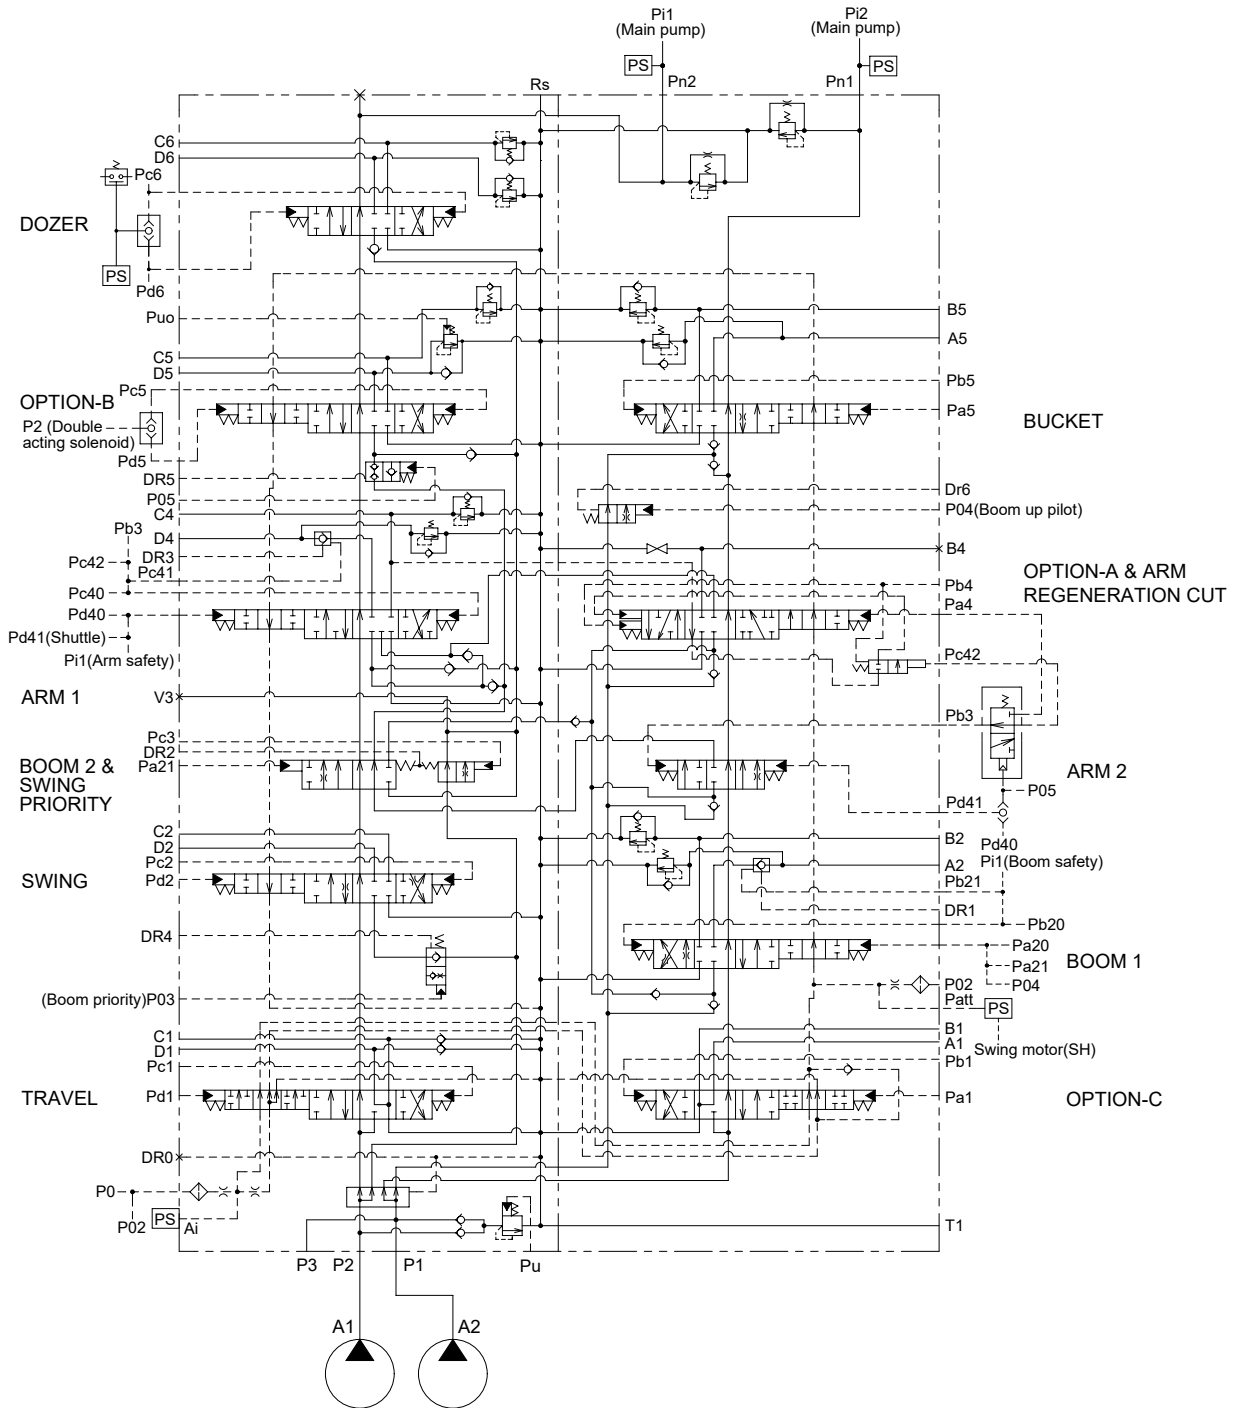 Pi1
(Main pump)
Pi2
(Main pump)
PS
Pn2
Pn1
PS
Rs
C6
D6
Pc6
DOZER
PS
Pd6
Puo
B5
A5
C5
D5
Pc5
Pb5
OPTION-B
P2 (Double
acting solenoid)
Pa5
BUCKET
Pd5
DR5
P05
C4
Dr6
P04(Boom up pilot)
Pb3
D4
DR3
Pc42
Pc41
Pc40
B4
OPTION-A & ARM
REGENERATION CUT
Pb4
Pa4
Pd40
Pd41(Shuttle)
Pi1(Arm safety)
Pc42
ARM 1
V3
Pb3
Pc3
DR2
Pa21
BOOM 2 &
SWING
PRIORITY
ARM 2
P05
Pd41
C2
D2
Pc2
B2
Pd40
Pi1(Boom safety)
A2
SWING
Pd2
Pb21
DR1
Pb20
DR4
Pa20
Pa21
P04
BOOM 1
(Boom priority)P03
P02
Patt
PS
Swing motor(SH)
C1
D1
Pc1
B1
A1
Pb1
TRAVEL
Pd1
Pa1
OPTION-C
DR0
P0
P02
PS
Ai
T1
P3
P2
P1
Pu
A1
A2